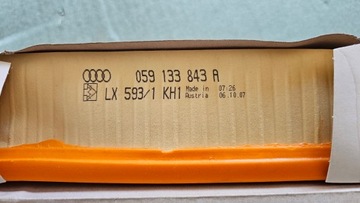 059 133 843 A
LX 593/1 KH1 Made in 07:26
Austria 06.10.07